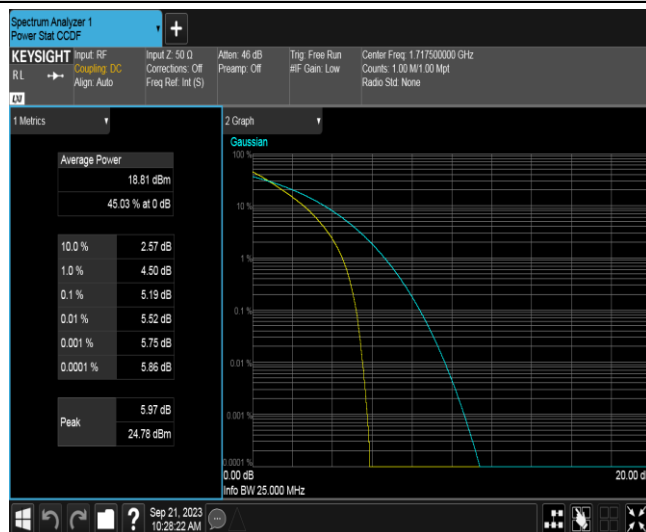 Spectrum Analyzer 1
Power Stat CCDF
+
KEYSIGHT
RL
LXI
Input: RF
Coupling: DC
Align: Auto
Input Z: 50 Ω
Corrections: Off
Freq Ref: Int (S)
Atten: 46 dB
Preamp: Off
Trig: Free Run
#IF Gain: Low
Center Freq: 1.717500000 GHz
Counts: 1.00 M/1.00 Mpt
Radio Std: None
1 Metrics
Average Power
18.81 dBm
45.03 % at 0 dB
10.0 % 2.57 dB
1.0 % 4.50 dB
0.1 % 5.19 dB
0.01 % 5.52 dB
0.001 % 5.75 dB
0.0001 % 5.86 dB
Peak
5.97 dB
24.78 dBm
2 Graph
Gaussian
100 %
10 %
1 %
0.1 %
0.01 %
0.001 %
0.0001 %
0.00 dB
20.00 d
Info BW 25.000 MHz
?
Sep 21, 2023
10:28:22 AM